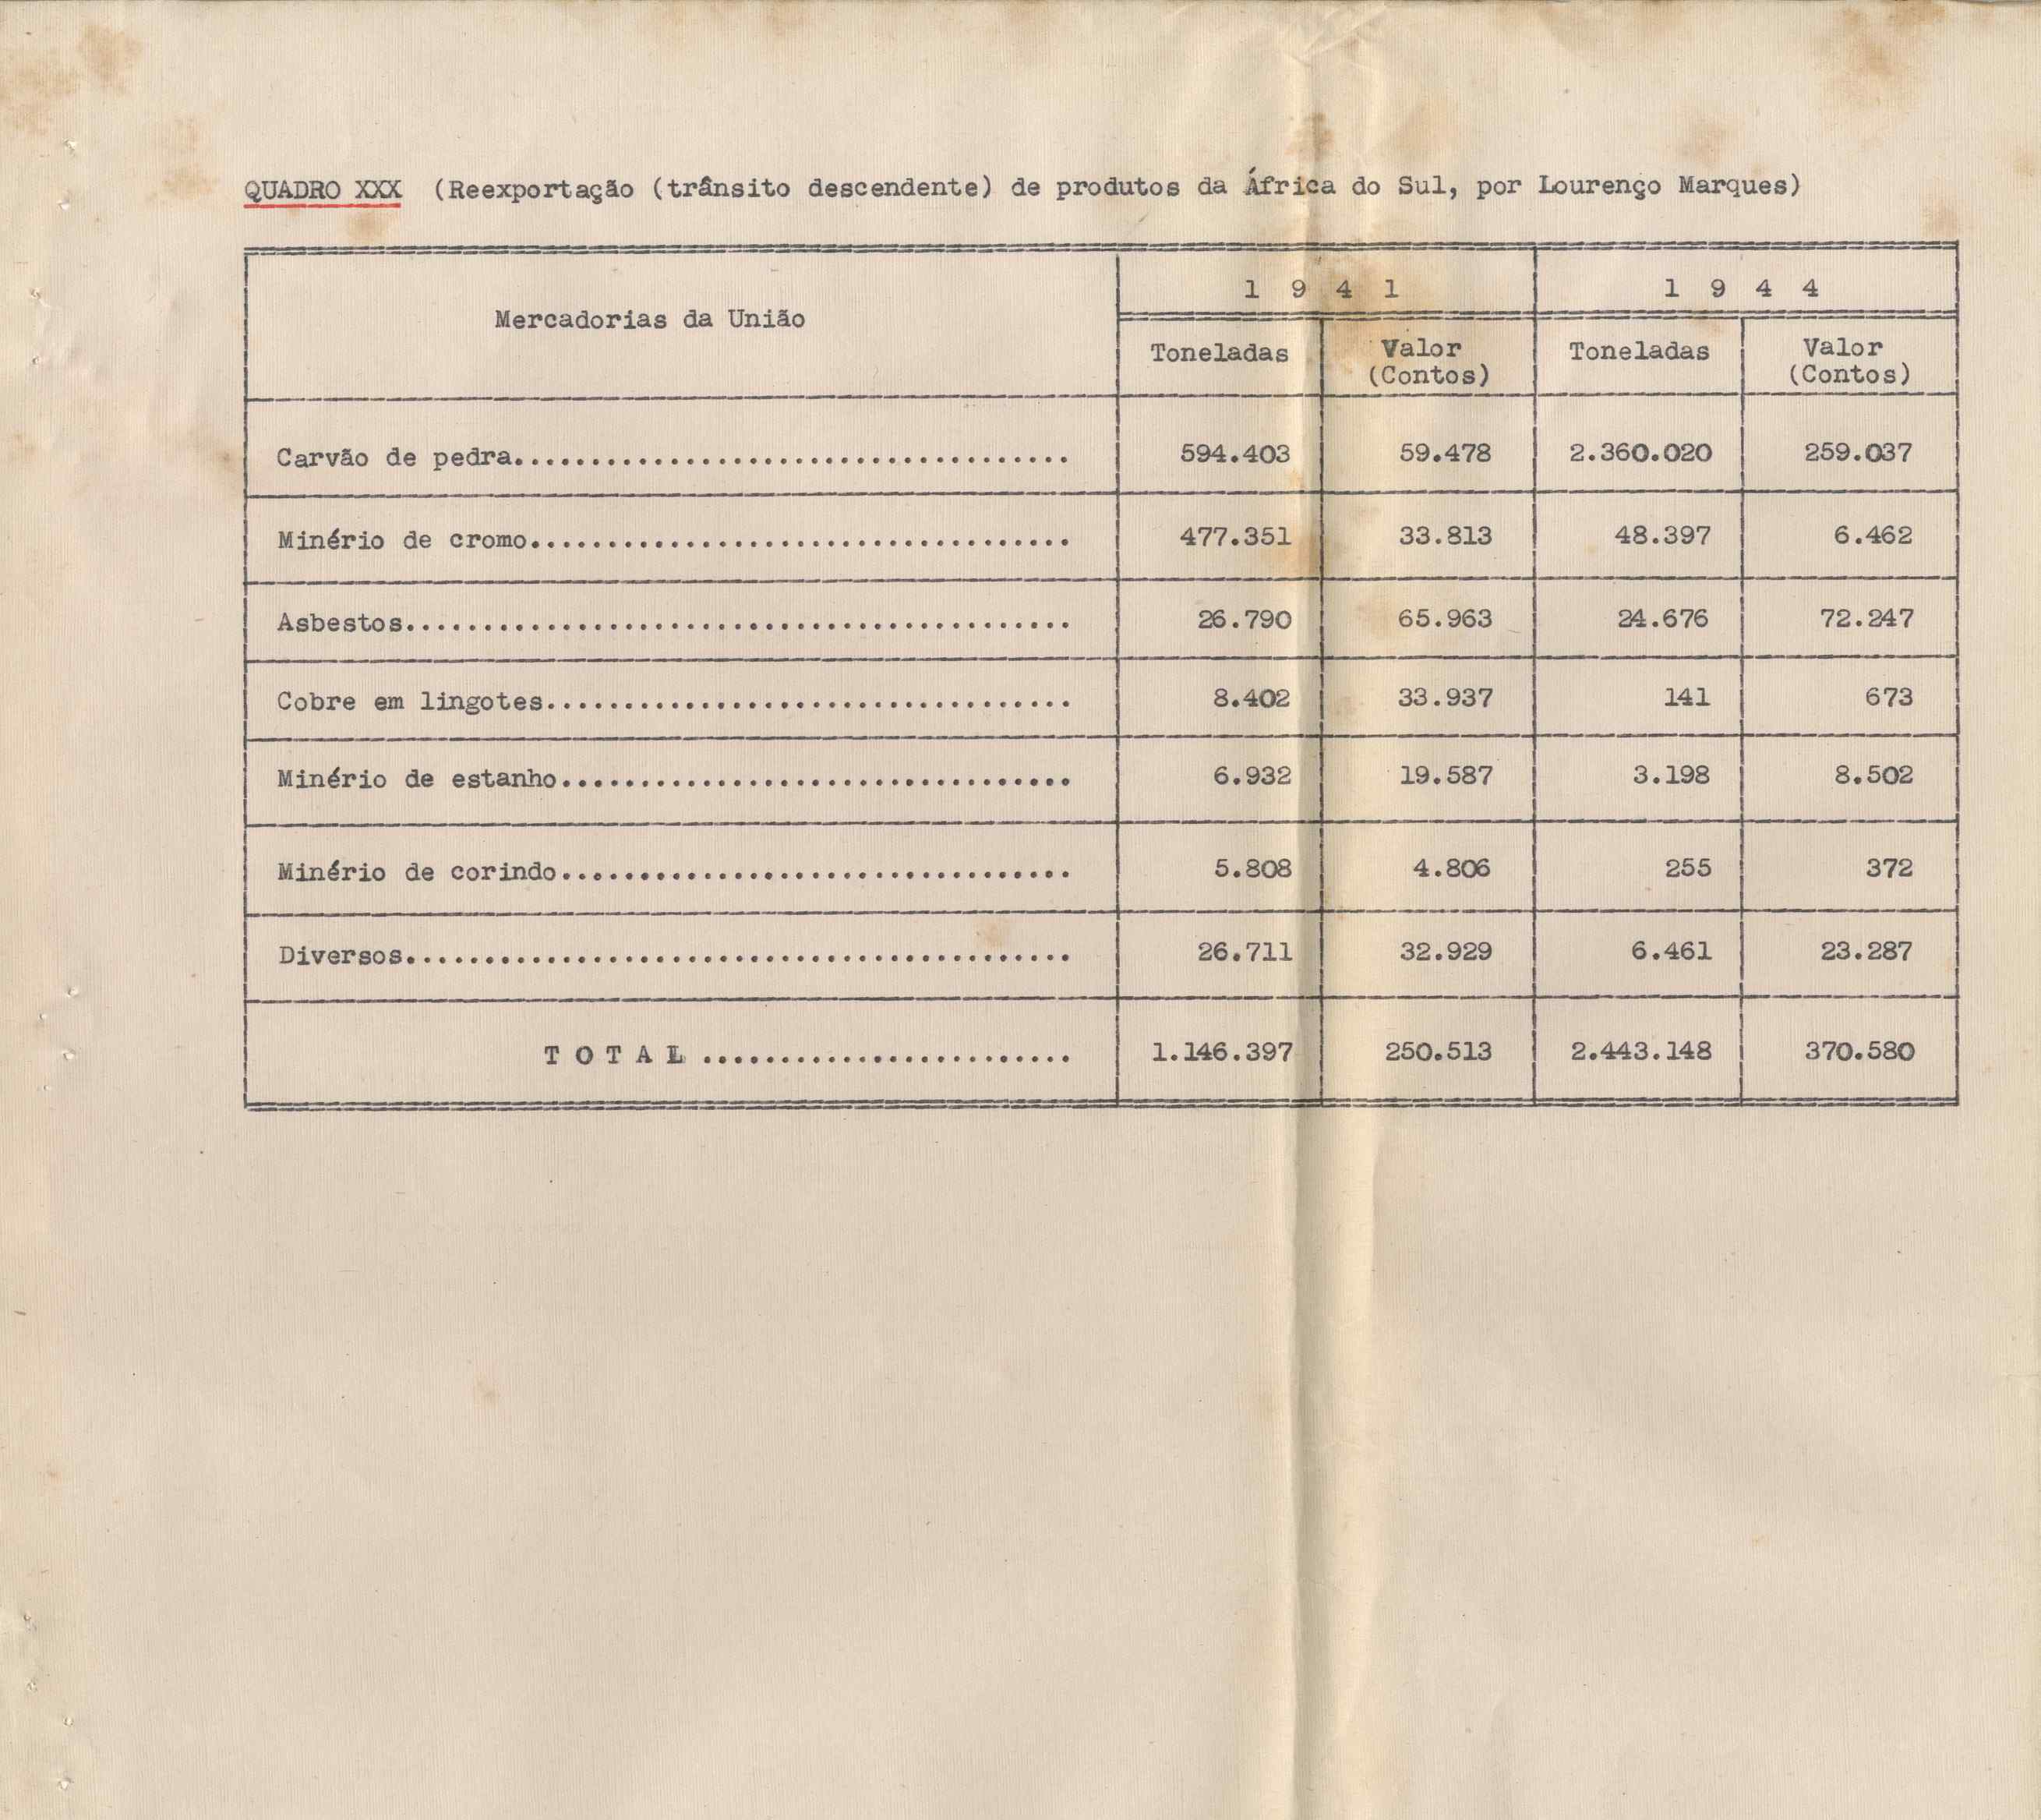 QUADRO XXX (Reexportação (trânsito descendente) de produtos da África do Sul, por Lourenço Marques)
Mercadorias da União
1 9 4 1
1 9 4 4
Toneladas
Valor
(Contos)
Toneladas
Valor
(Contos)
Carvão de pedra.................................... 594.403 59.478 2.360.020 259.037
Minério de cromo................................... 477.351 33.813 48.397 6.462
Asbestos........................................... 26.790 65.963 24.676 72.247
Cobre em lingotes.................................. 8.402 33.937 141 673
Minério de estanho................................. 6.932 19.587 3.198 8.502
Minério de corindo................................. 5.808 4.806 255 372
Diversos........................................... 26.711 32.929 6.461 23.287
T O T A L ........................ 1.146.397 250.513 2.443.148 370.580